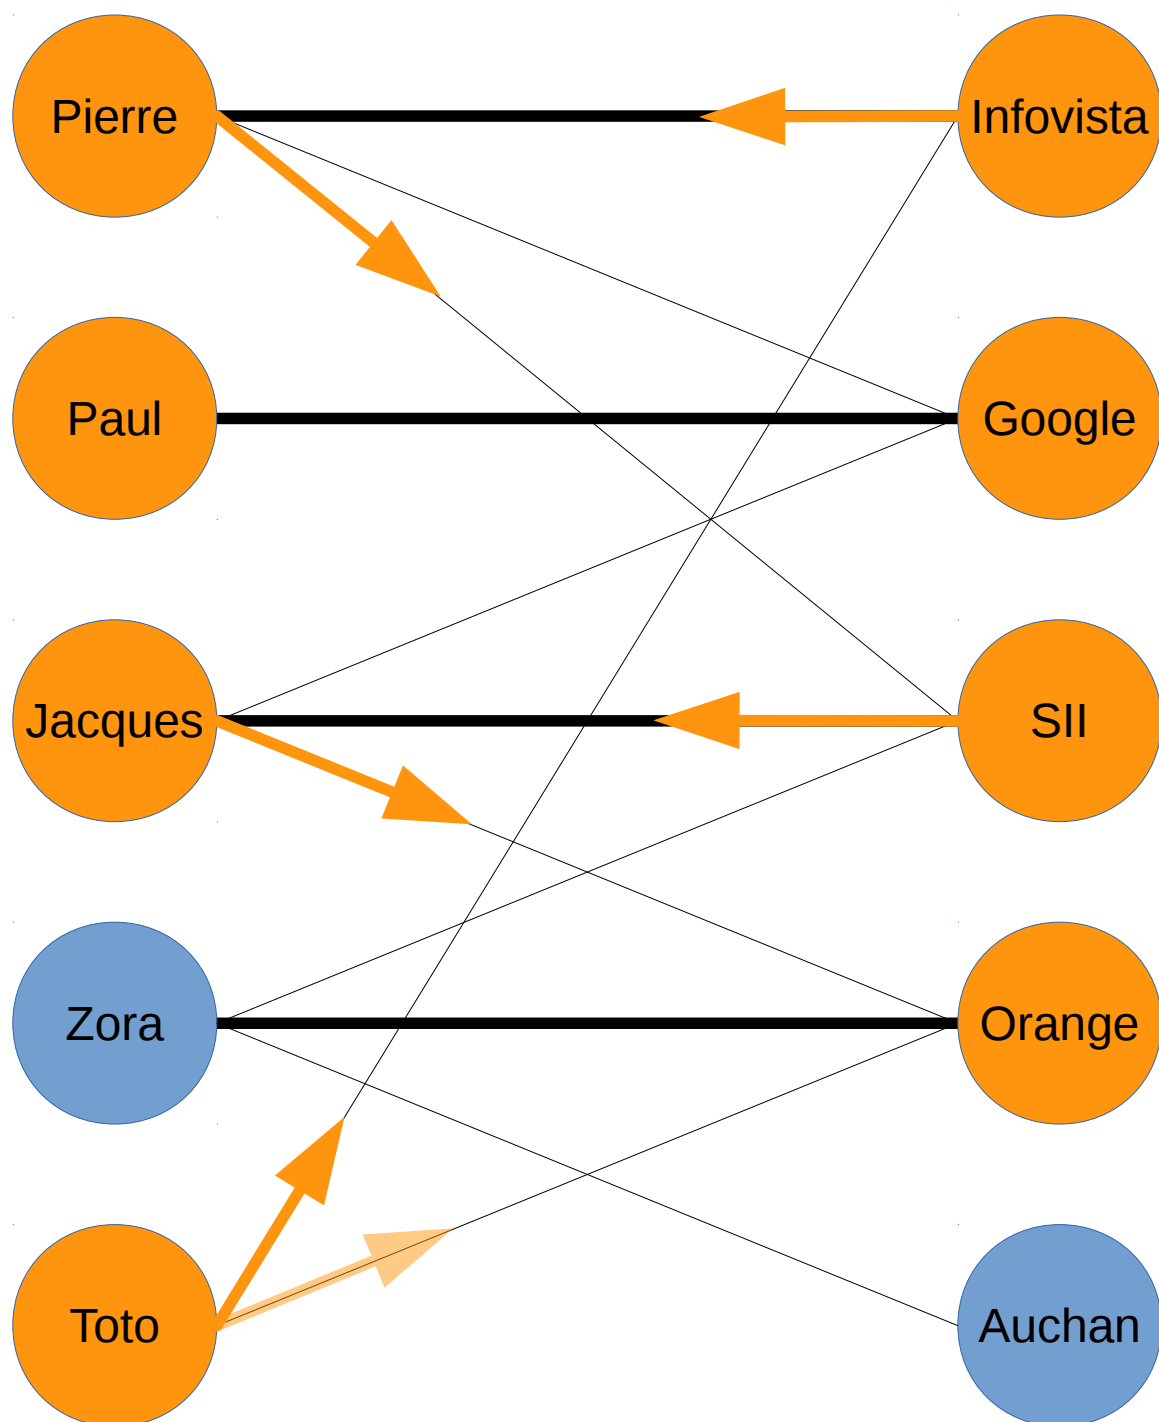 Pierre
Infovista
Paul
Google
Jacques
SII
Zora
Orange
Toto
Auchan